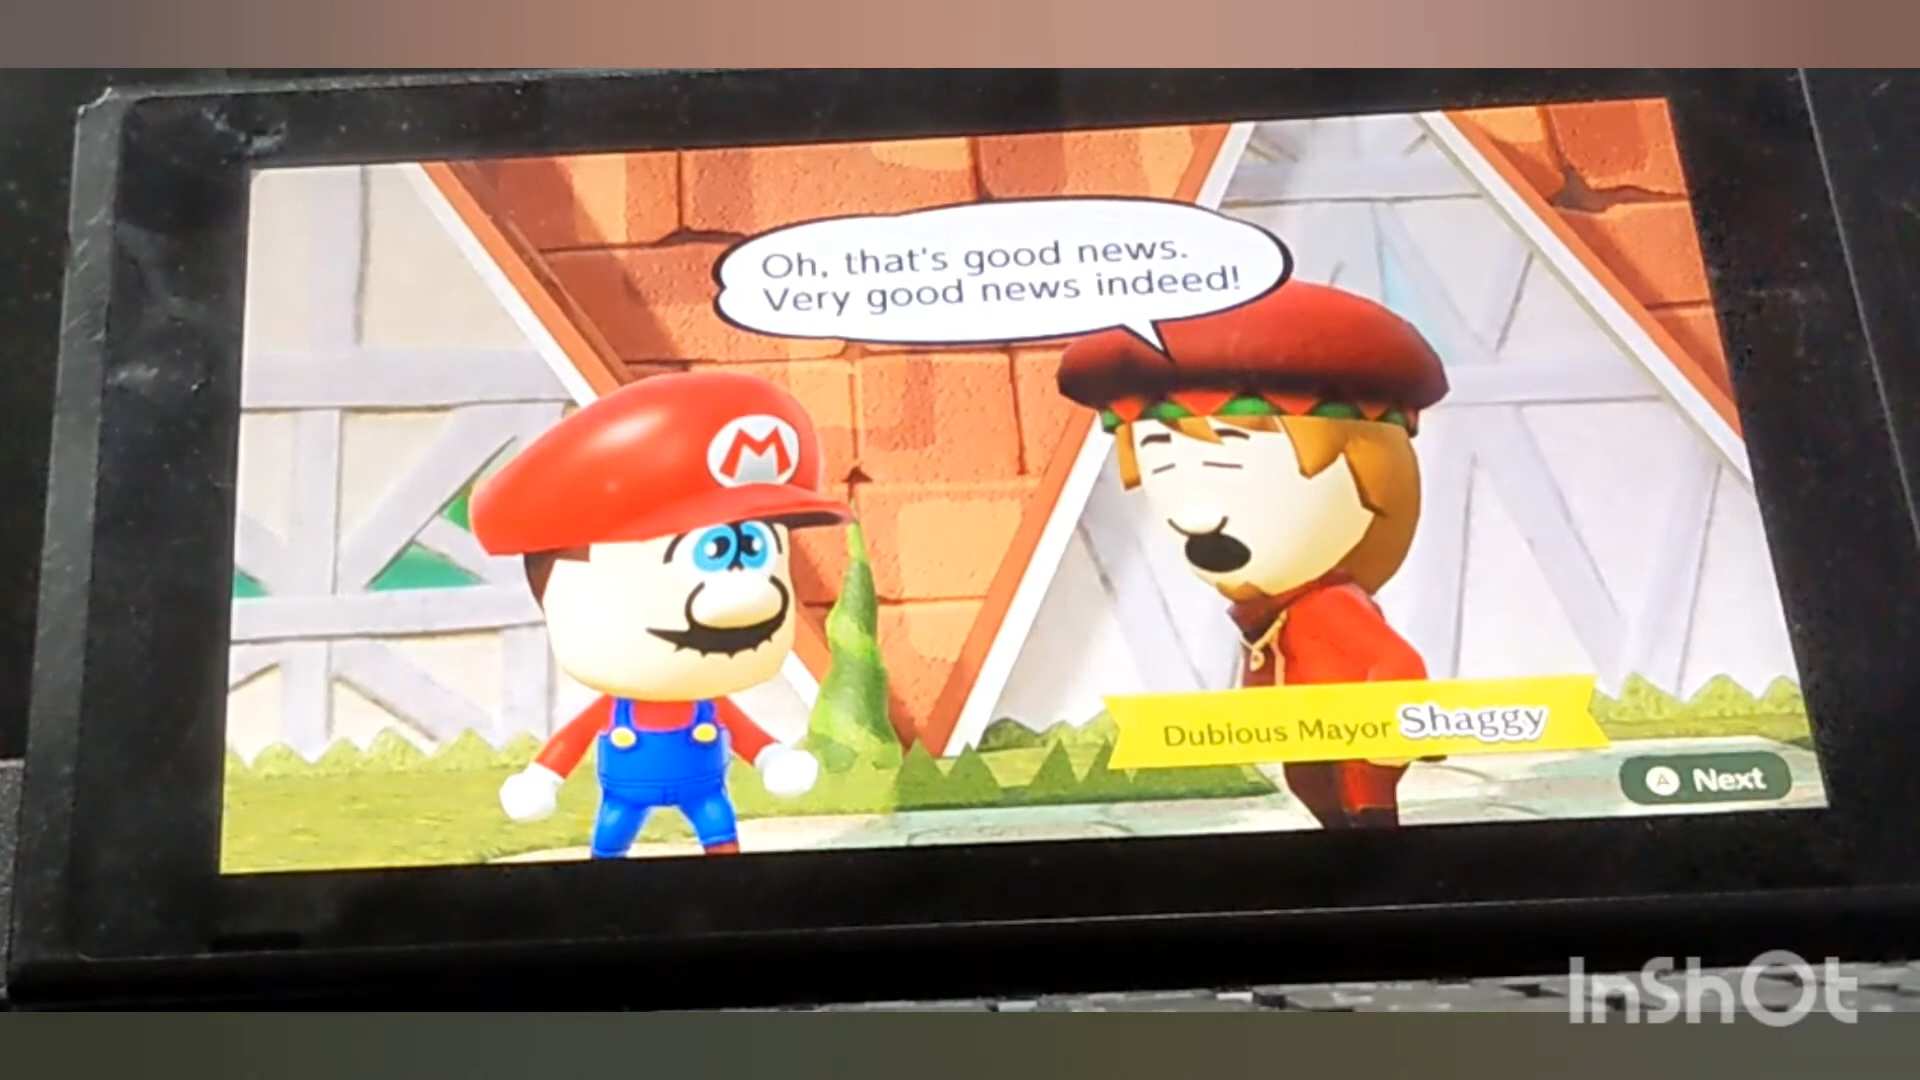 Oh, that's good news.
Very good news indeed!
M
Dubious Mayor Shaggy
A Next
InShOt